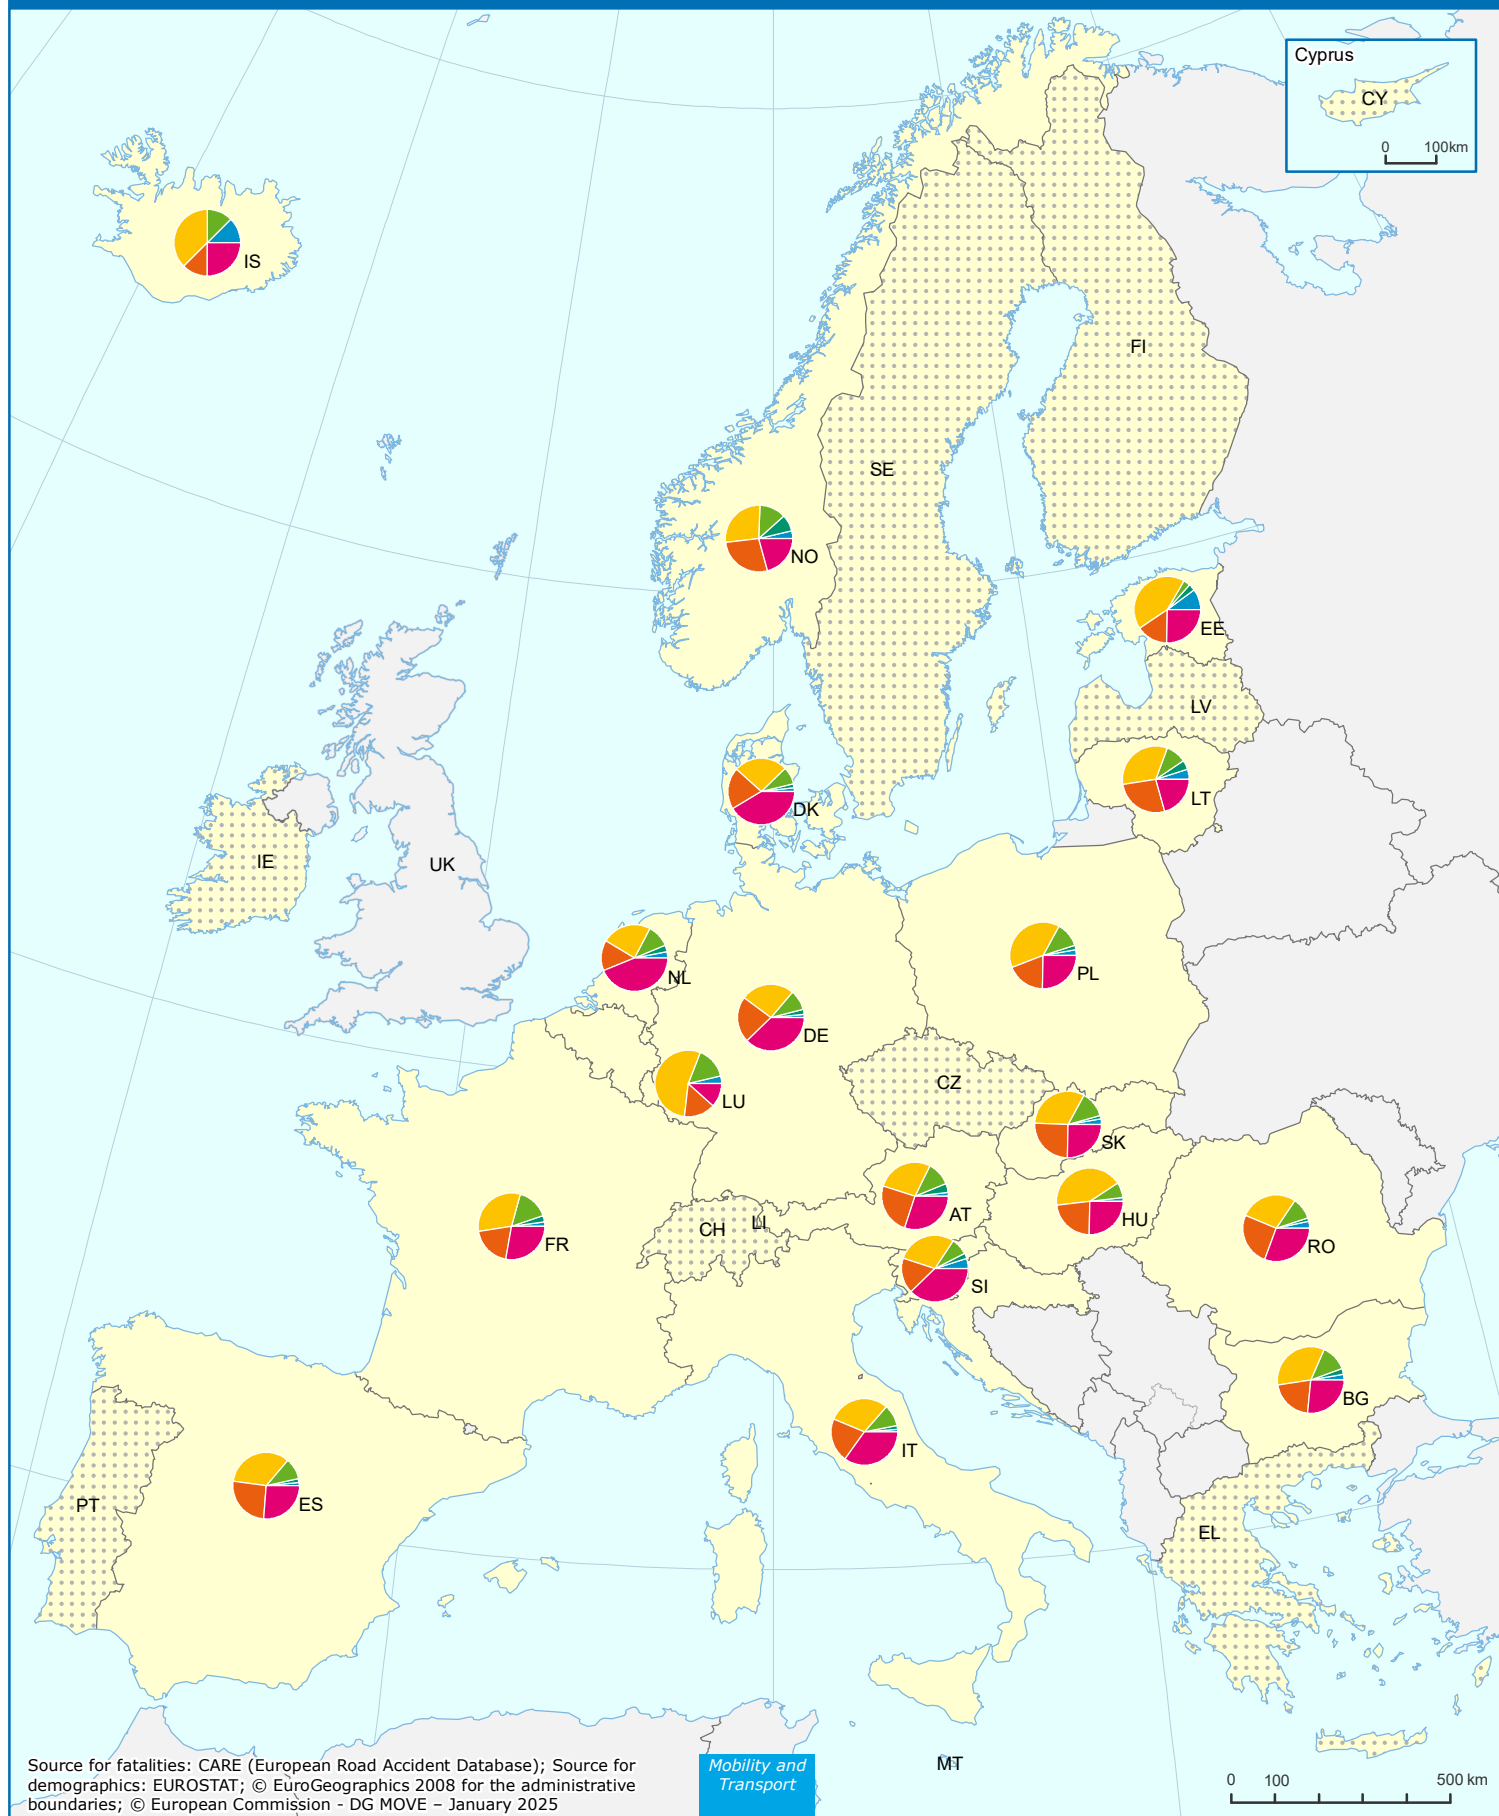 Cyprus
CY
0 100km
IS
FI
SE
NO
EE
LV
LT
DK
IE
UK
NL
PL
DE
CZ
LU
SK
AT
HU
CH
LI
FR
RO
SI
BG
IT
PT
ES
EL
MT
Source for fatalities: CARE (European Road Accident Database); Source for
demographics: EUROSTAT; © EuroGeographics 2008 for the administrative
boundaries; © European Commission - DG MOVE – January 2025
Mobility and
Transport
0 100 500 km